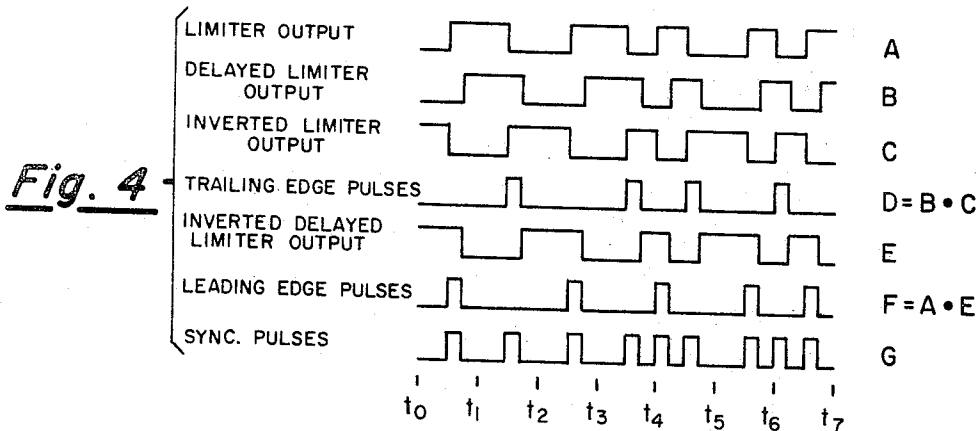 Fig. 4
LIMITER OUTPUT
A
DELAYED LIMITER
OUTPUT
B
INVERTED LIMITER
OUTPUT
C
TRAILING EDGE PULSES
D = B • C
INVERTED DELAYED
LIMITER OUTPUT
E
LEADING EDGE PULSES
F = A • E
SYNC. PULSES
G
t0 t1 t2 t3 t4 t5 t6 t7